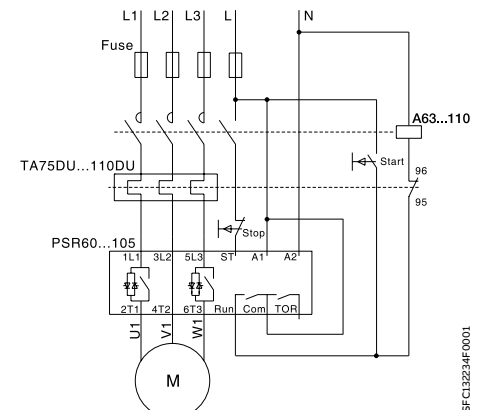 L1 L2 L3 L N
Fuse
A63...110
Start
TA75DU...110DU
96
95
Stop
PSR60...105
1L1 3L2 5L3 ST A1 A2
2T1 4T2 6T3 Run Com TOR
U1 V1 W1
M
SFC132234F0001